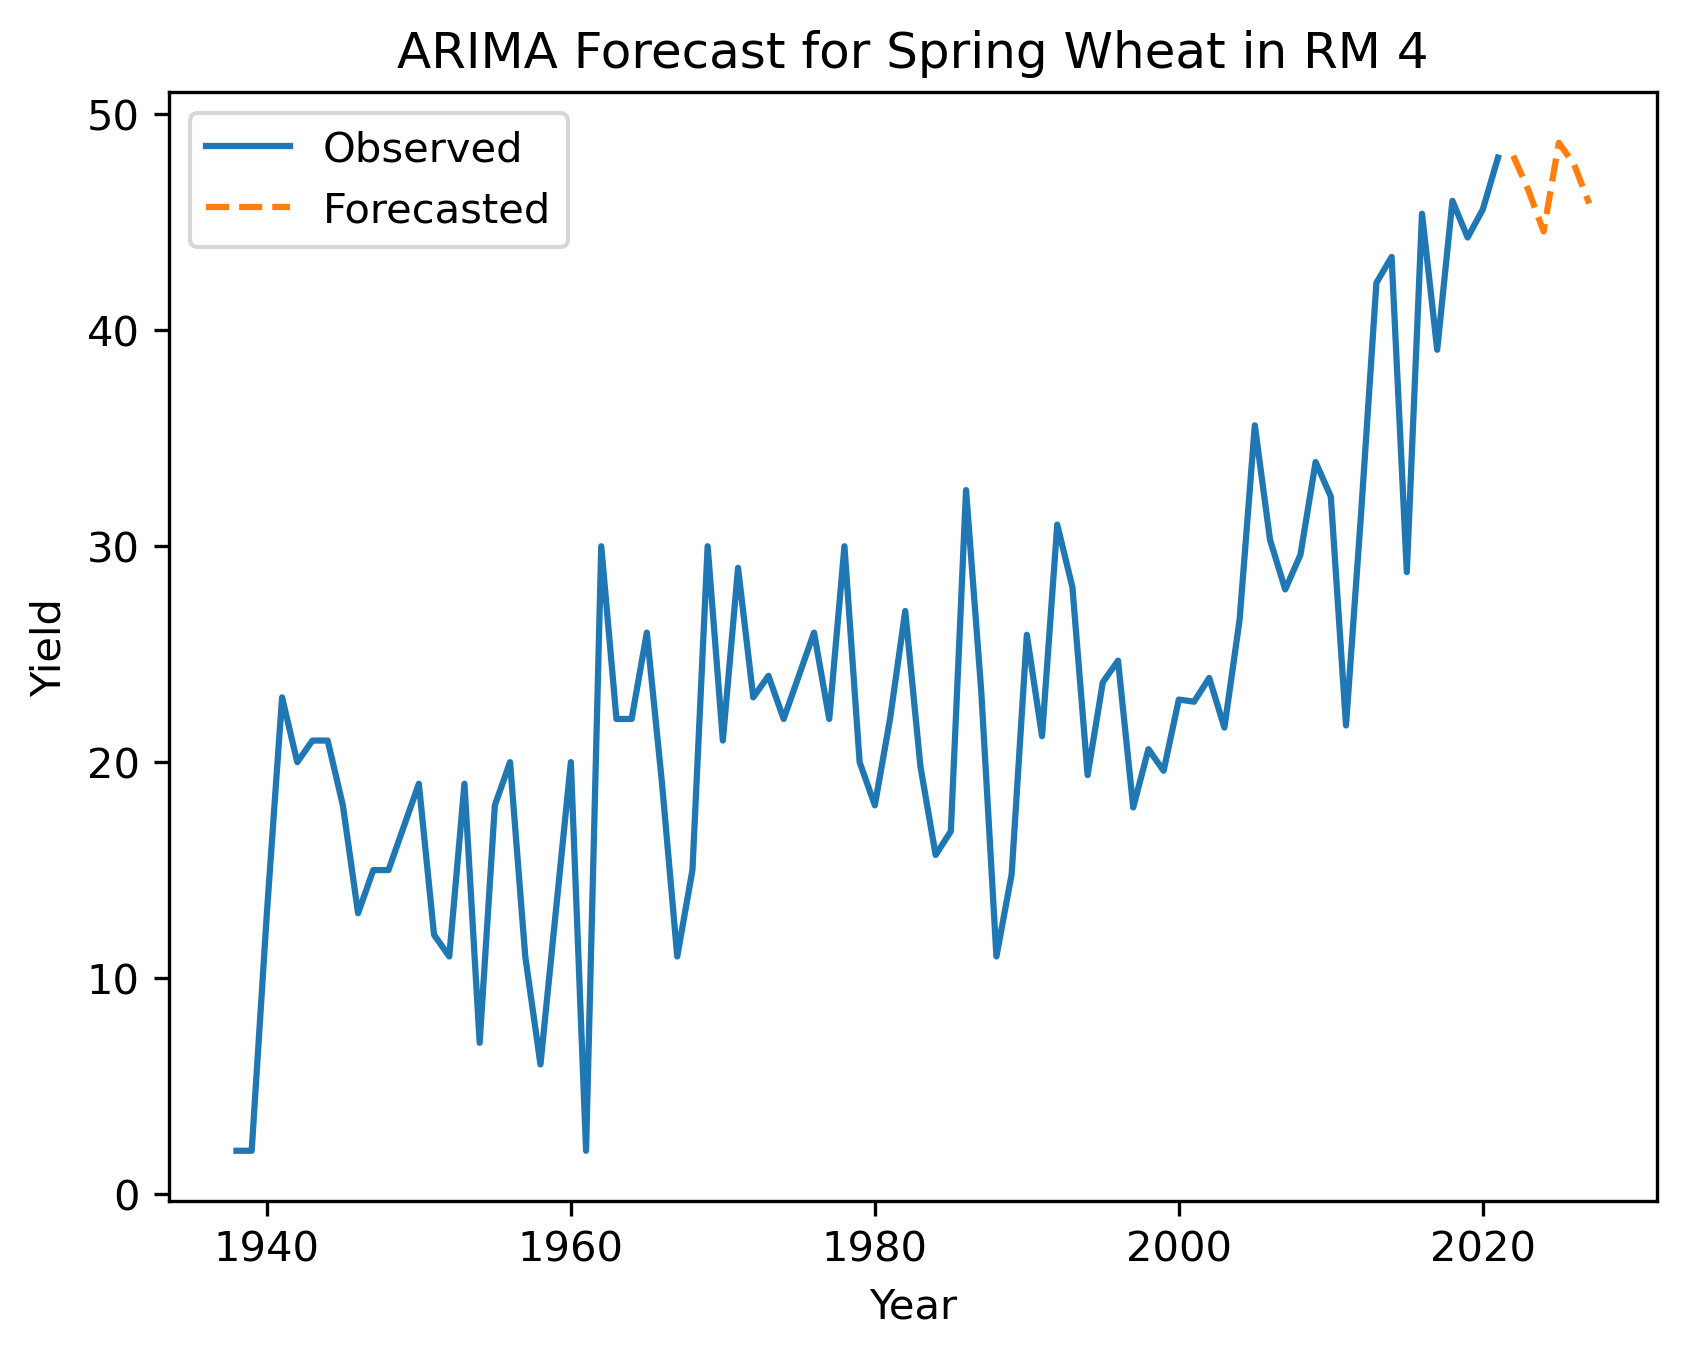 ARIMA Forecast for Spring Wheat in RM 4
50
40
30
20
10
0
Observed
Forecasted
Yield
1940 1960 1980 2000 2020
Year